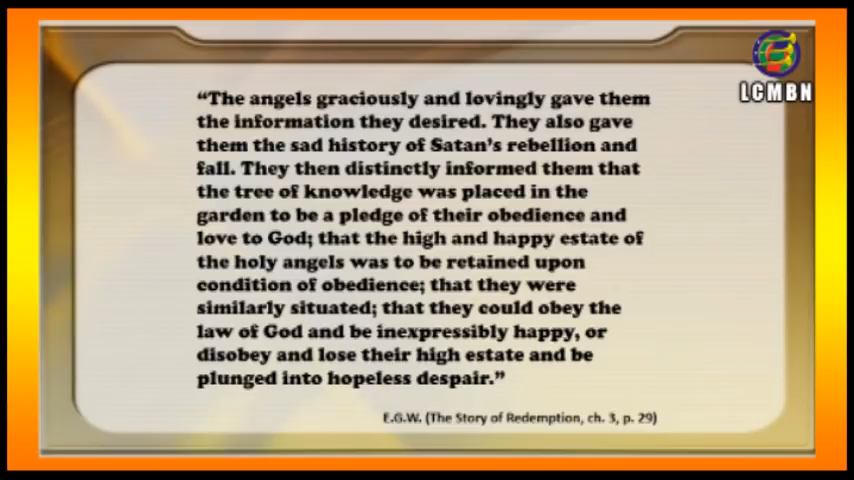 LCMBN
“The angels graciously and lovingly gave them
the information they desired. They also gave
them the sad history of Satan’s rebellion and
fall. They then distinctly informed them that
the tree of knowledge was placed in the
garden to be a pledge of their obedience and
love to God; that the high and happy estate of
the holy angels was to be retained upon
condition of obedience; that they were
similarly situated; that they could obey the
law of God and be inexpressibly happy, or
disobey and lose their high estate and be
plunged into hopeless despair.”
E.G.W. (The Story of Redemption, ch. 3, p. 29)